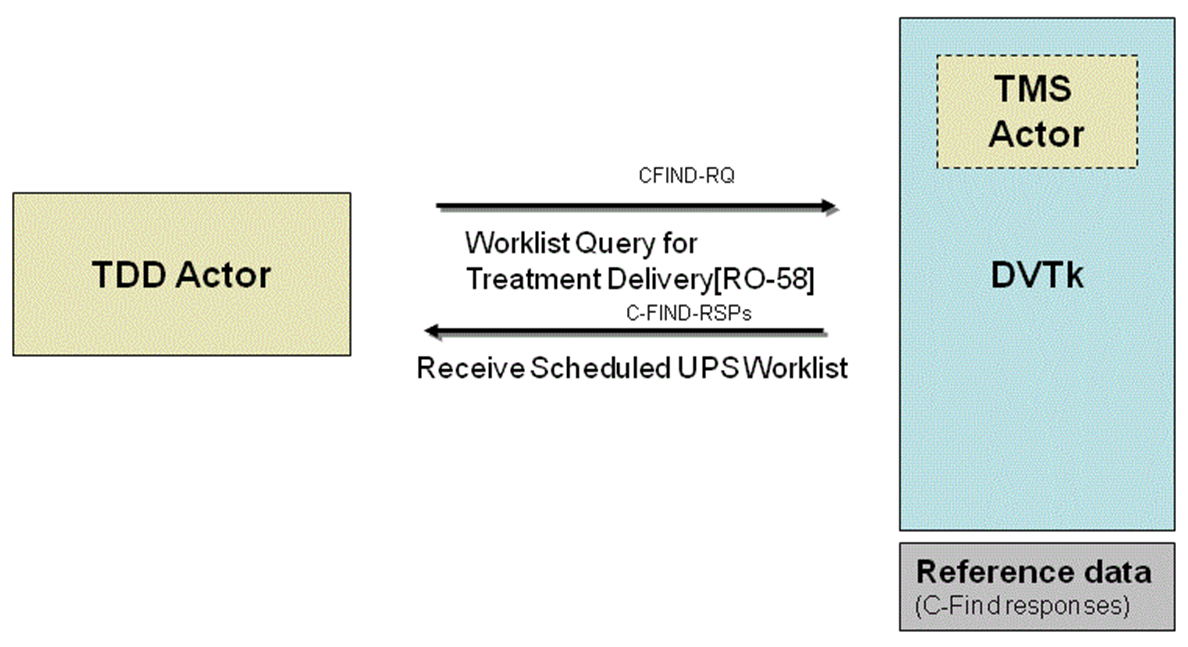 TMS
Actor
CFIND-RQ
TDD Actor
Worklist Query for
Treatment Delivery[RO-58]
DVTk
C-FIND-RSPs
Receive Scheduled UPS Worklist
Reference data
(C-Find responses)